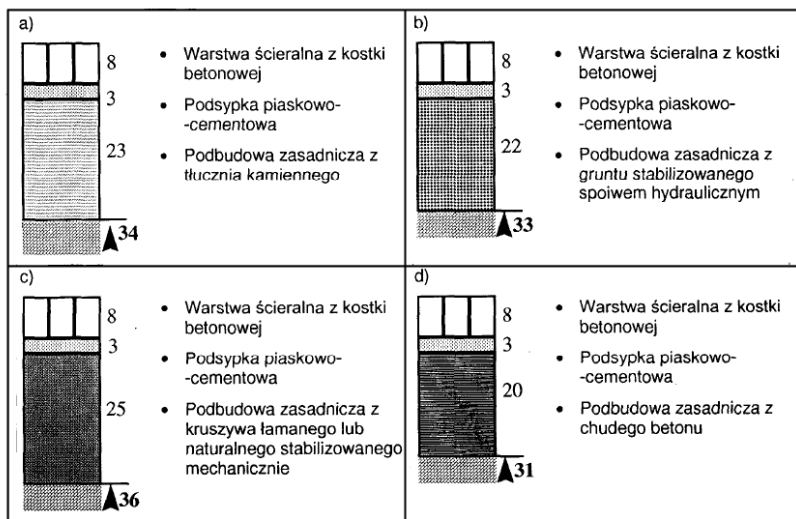 a)
8
3
23
34
• Warstwa ścieralna z kostki
betonowej
• Podsypka piaskowo-
-cementowa
• Podbudowa zasadnicza z
tłucznia kamiennego
b)
8
3
22
33
• Warstwa ścieralna z kostki
betonowej
• Podsypka piaskowo-
-cementowa
• Podbudowa zasadnicza z
gruntu stabilizowanego
spoiwem hydraulicznym
c)
8
3
25
36
• Warstwa ścieralna z kostki
betonowej
• Podsypka piaskowo-
-cementowa
• Podbudowa zasadnicza z
kruszywa łamanego lub
naturalnego stabilizowanego
mechanicznie
d)
8
3
20
31
• Warstwa ścieralna z kostki
betonowej
• Podsypka piaskowo-
-cementowa
• Podbudowa zasadnicza z
chudego betonu